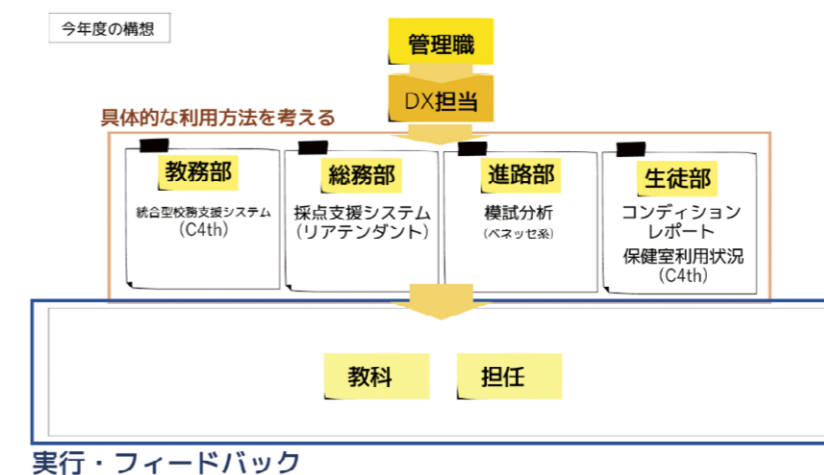 今年度の構想
管理職
DX担当
具体的な利用方法を考える
教務部
統合型校務支援システム
(C4th)
総務部
採点支援システム
(リアテンダント)
進路部
模試分析
(ベネッセ系)
生徒部
コンディション
レポート
保健室利用状況
(C4th)
教科
担任
実行・フィードバック